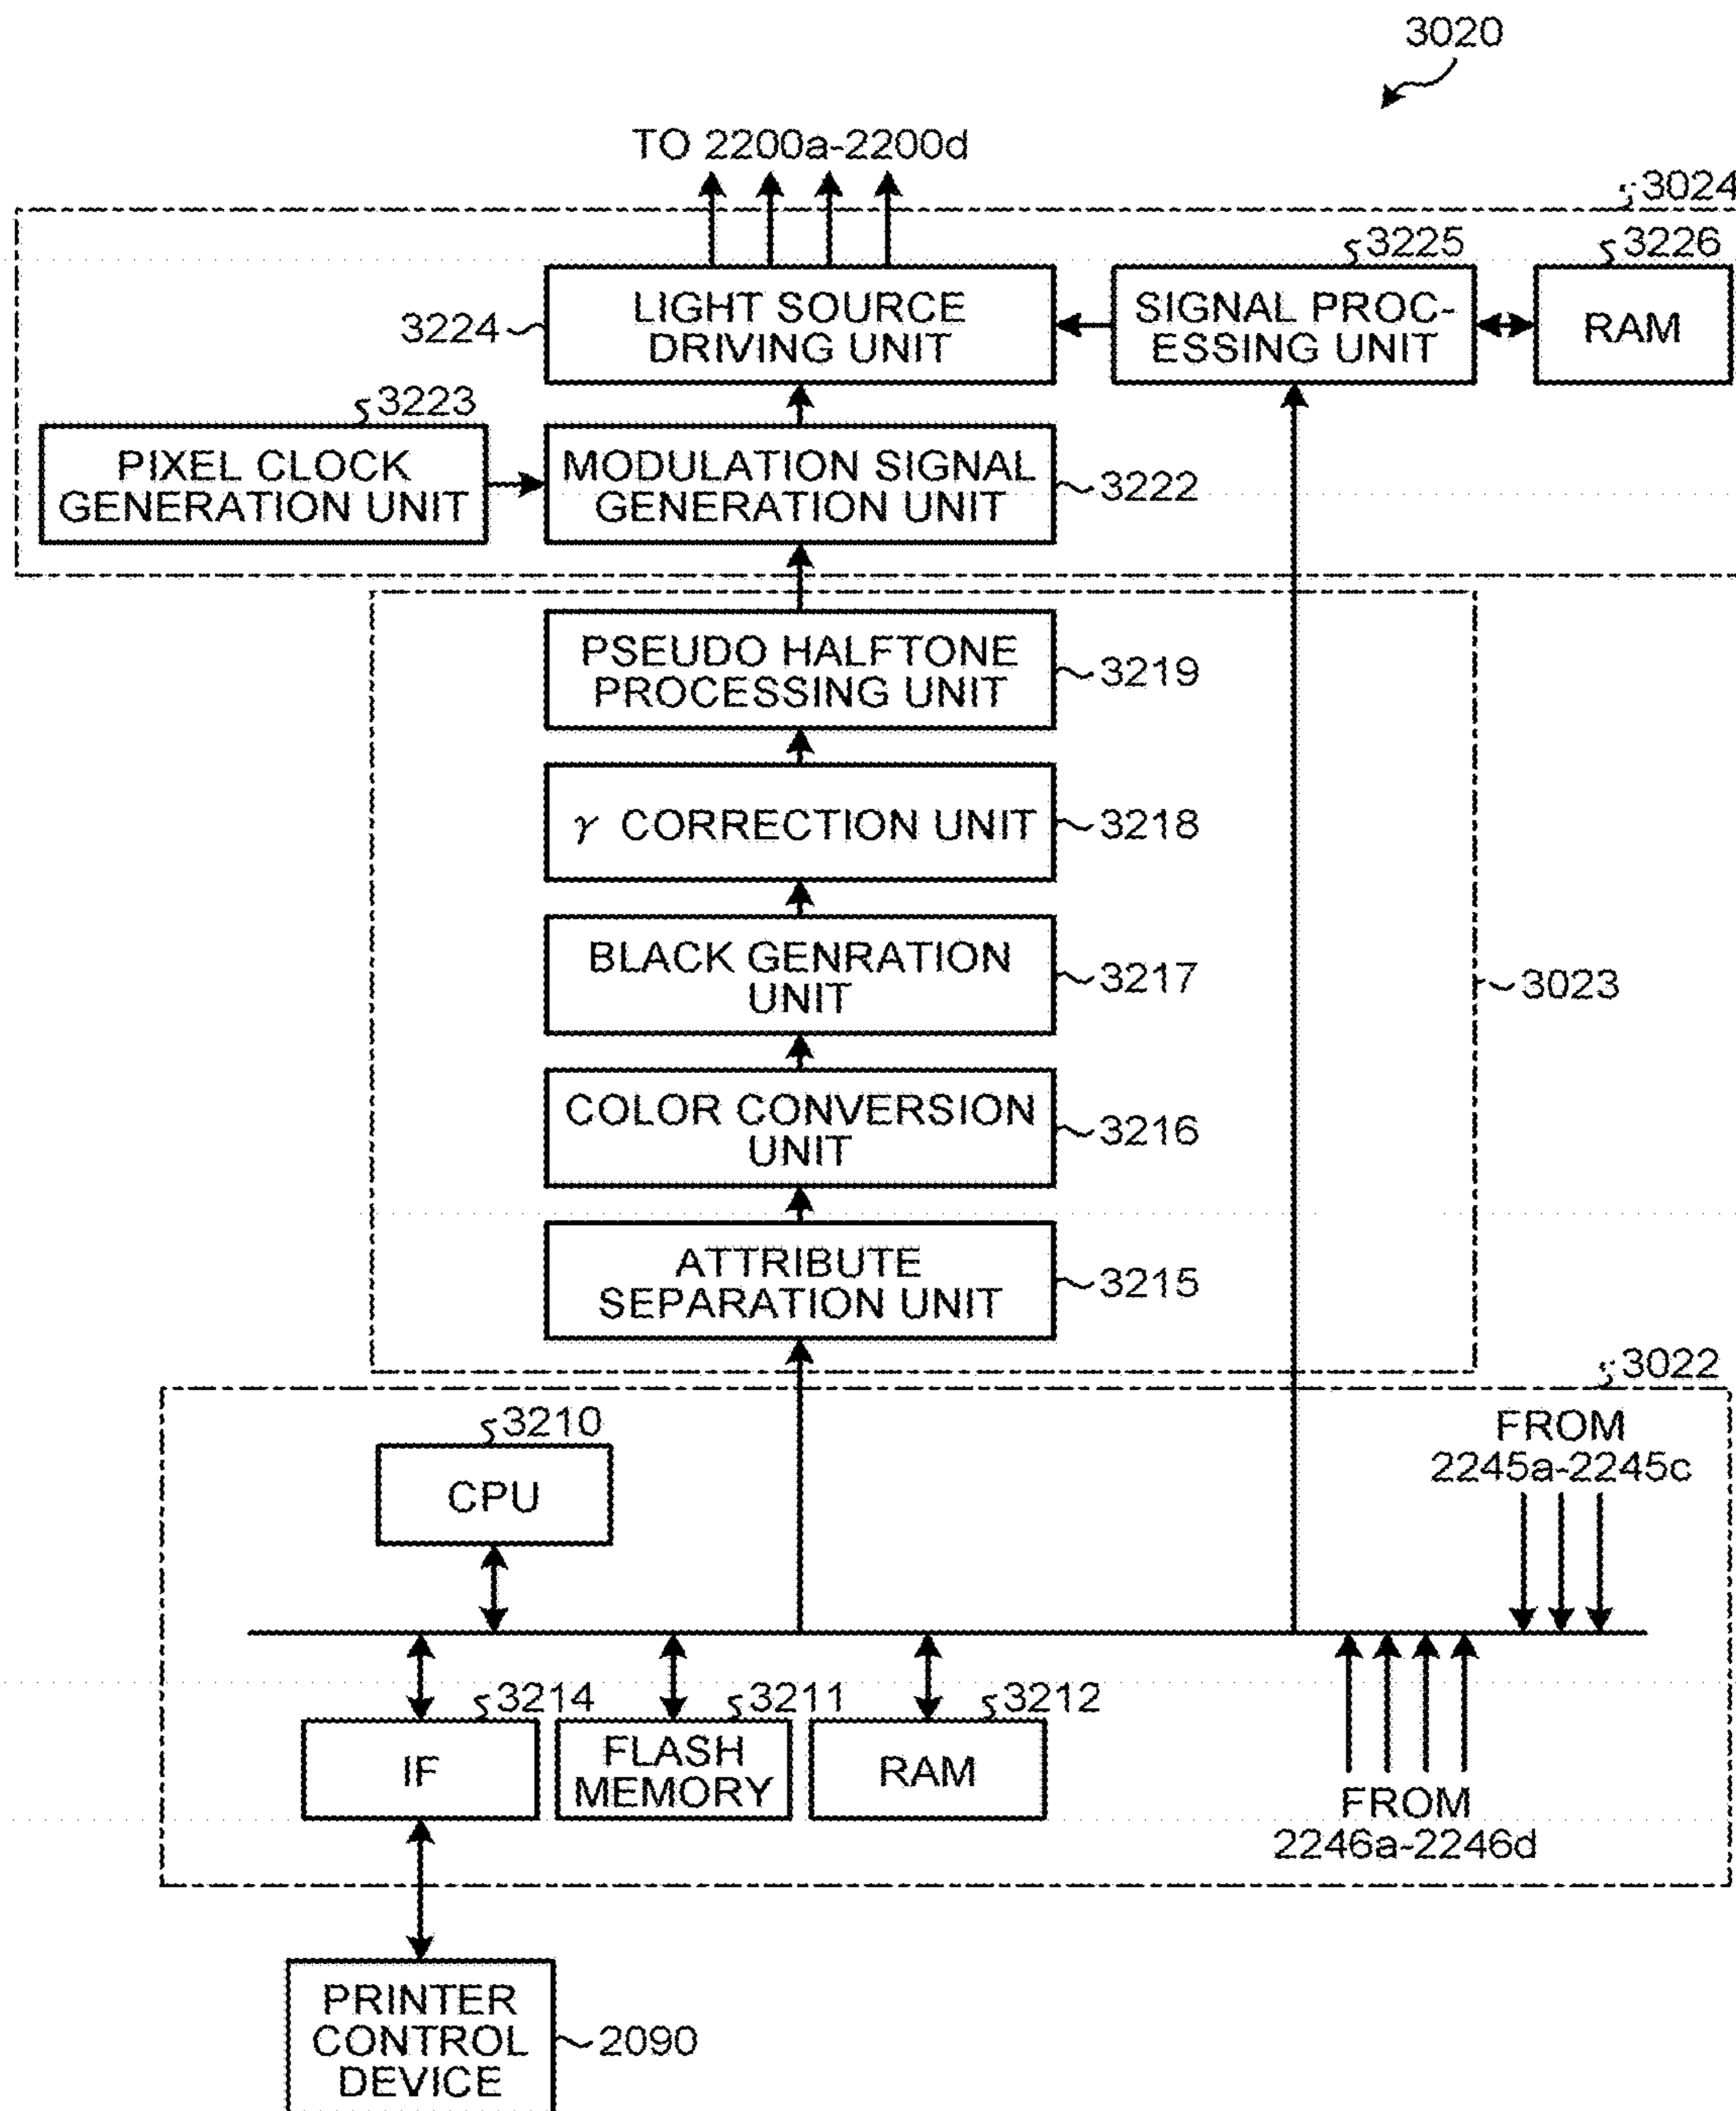 3020
TO 2200a-2200d
3024
3225
3226
LIGHT SOURCE
DRIVING UNIT
3224
SIGNAL PROC-
ESSING UNIT
RAM
3223
PIXEL CLOCK
GENERATION UNIT
MODULATION SIGNAL
GENERATION UNIT
3222
PSEUDO HALFTONE
PROCESSING UNIT
3219
γ CORRECTION UNIT
3218
BLACK GENRATION
UNIT
3217
3023
COLOR CONVERSION
UNIT
3216
ATTRIBUTE
SEPARATION UNIT
3215
3022
3210
CPU
FROM
2245a-2245c
3214
3211
3212
IF
FLASH
MEMORY
RAM
FROM
2246a-2246d
PRINTER
CONTROL
DEVICE
2090